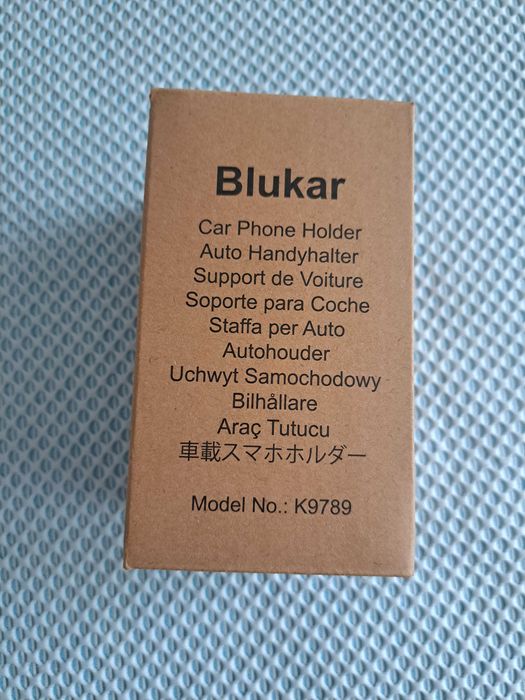 Blukar
Car Phone Holder
Auto Handyhalter
Support de Voiture
Soporte para Coche
Staffa per Auto
Autohouder
Uchwyt Samochodowy
Bilhållare
Araç Tutucu
車載スマホホルダー
Model No.: K9789